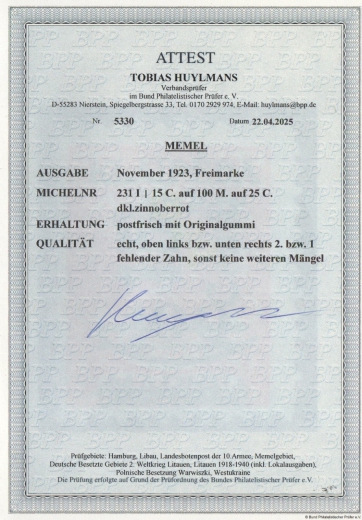 ATTEST
TOBIAS HUYLMANS
Verbandsprüfer
im Bund Philatelistischer Prüfer e. V.
D-55283 Nierstein, Spiegelbergstrasse 33, Tel. 0170 2929 974, E-Mail: huylmans@bpp.de
Nr. 5330 Datum 22.04.2025
MEMEL
AUSGABE November 1923, Freimarke
MICHELNR 231 I | 15 C. auf 100 M. auf 25 C.
dkl.zinnoberrot
ERHALTUNG postfrisch mit Originalgummi
QUALITÄT echt, oben links bzw. unten rechts 2. bzw. 1
fehlender Zahn, sonst keine weiteren Mängel
Prüfgebiete: Hamburg, Libau, Landesbotenpost der 10.Armee, Memelgebiet,
Deutsche Besetzte Gebiete 2. Weltkrieg Litauen, Litauen 1918-1940 (inkl. Lokalausgaben),
Polnische Besetzung Warwiszki, Westukraine
Die Prüfung erfolgte auf Grund der Prüfordnung des Bundes Philatelistischer Prüfer e.V.
© Bund Philatelistischer Prüfer e.V.